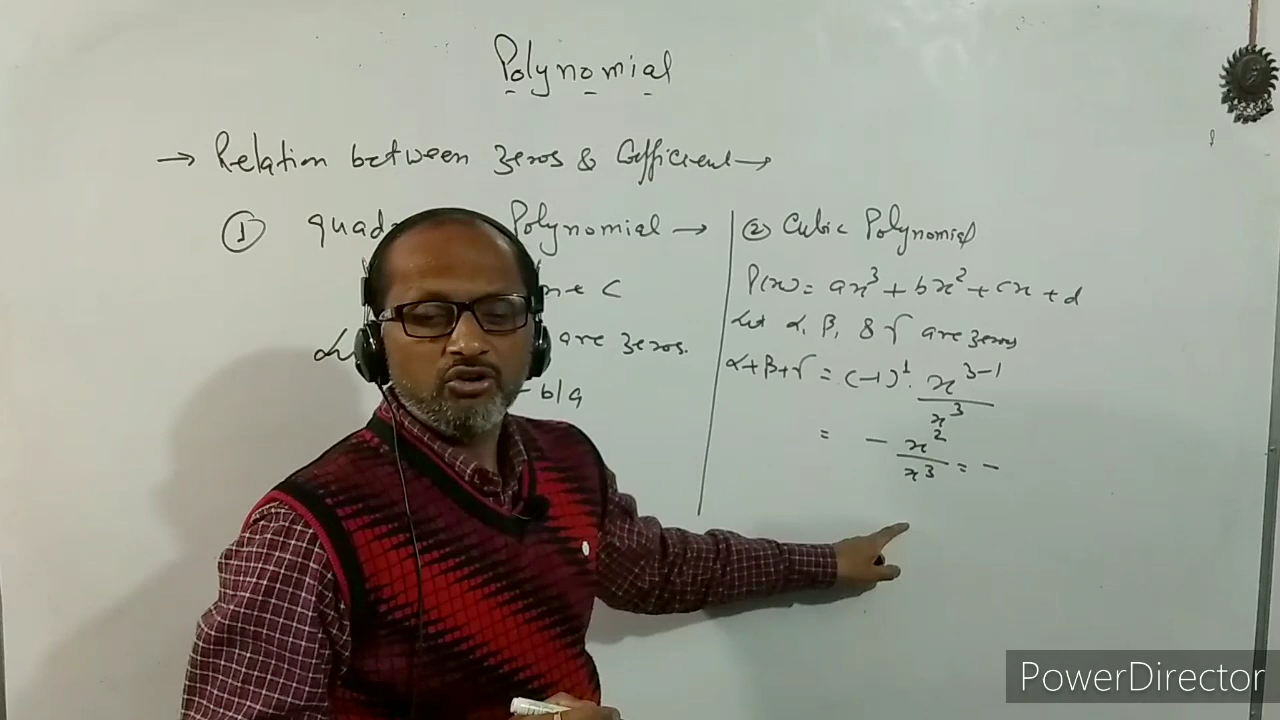 Polynomial
→ Relation between zeros & Cofficient →
① quad Polynomial →
+ c
are zeros.
- b/a
② Cubic Polynomial
P(x) = ax³ + bx² + cx + d
Let α, β, & γ are zeros
α+β+γ = (-1)¹. x³⁻¹/x³
= - x²/x³ = -
PowerDirector